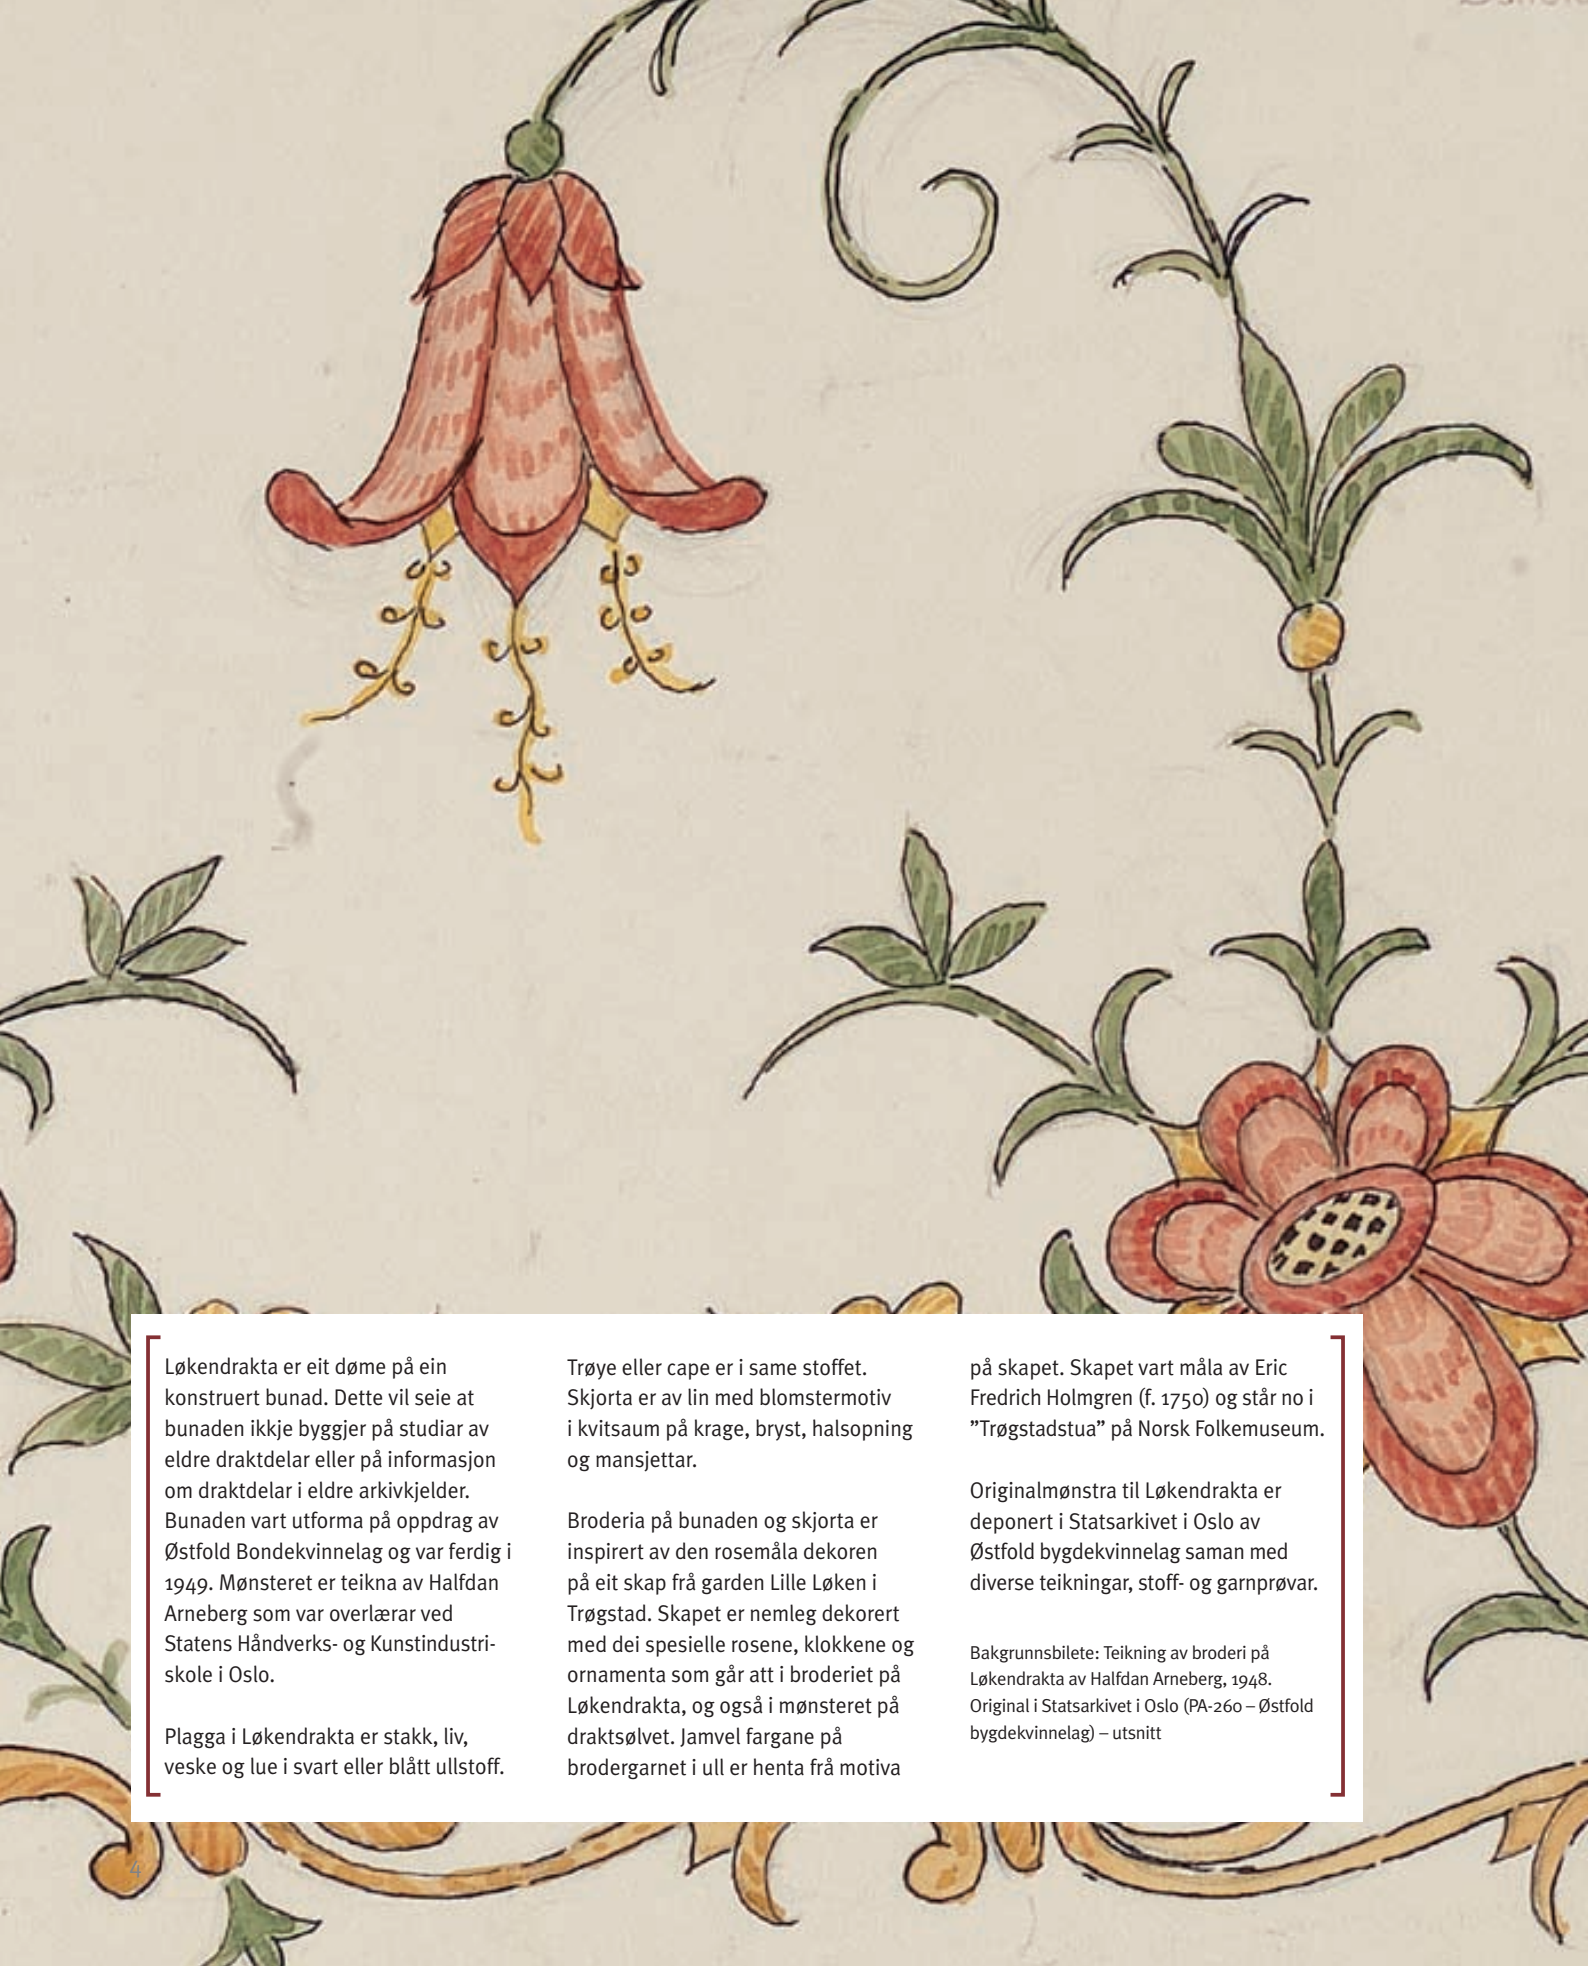 Løkendrakta er eit døme på ein
konstruert bunad. Dette vil seie at
bunaden ikkje byggjer på studiar av
eldre draktdelar eller på informasjon
om draktdelar i eldre arkivkjelder.
Bunaden vart utforma på oppdrag av
Østfold Bondekvinnelag og var ferdig i
1949. Mønsteret er teikna av Halfdan
Arneberg som var overlærar ved
Statens Håndverks- og Kunstindustri-
skole i Oslo.

Plagga i Løkendrakta er stakk, liv,
veske og lue i svart eller blått ullstoff.
Trøye eller cape er i same stoffet.
Skjorta er av lin med blomstermotiv
i kvitsaum på krage, bryst, halsopning
og mansjettar.

Broderia på bunaden og skjorta er
inspirert av den rosemåla dekoren
på eit skap frå garden Lille Løken i
Trøgstad. Skapet er nemleg dekorert
med dei spesielle rosene, klokkene og
ornamenta som går att i broderiet på
Løkendrakta, og også i mønsteret på
draktsølvet. Jamvel fargane på
brodergarnet i ull er henta frå motiva
på skapet. Skapet vart måla av Eric
Fredrich Holmgren (f. 1750) og står no i
”Trøgstadstua” på Norsk Folkemuseum.

Originalmønstra til Løkendrakta er
deponert i Statsarkivet i Oslo av
Østfold bygdekvinnelag saman med
diverse teikningar, stoff- og garnprøvar.

Bakgrunnsbilete: Teikning av broderi på
Løkendrakta av Halfdan Arneberg, 1948.
Original i Statsarkivet i Oslo (PA-260 – Østfold
bygdekvinnelag) – utsnitt
4